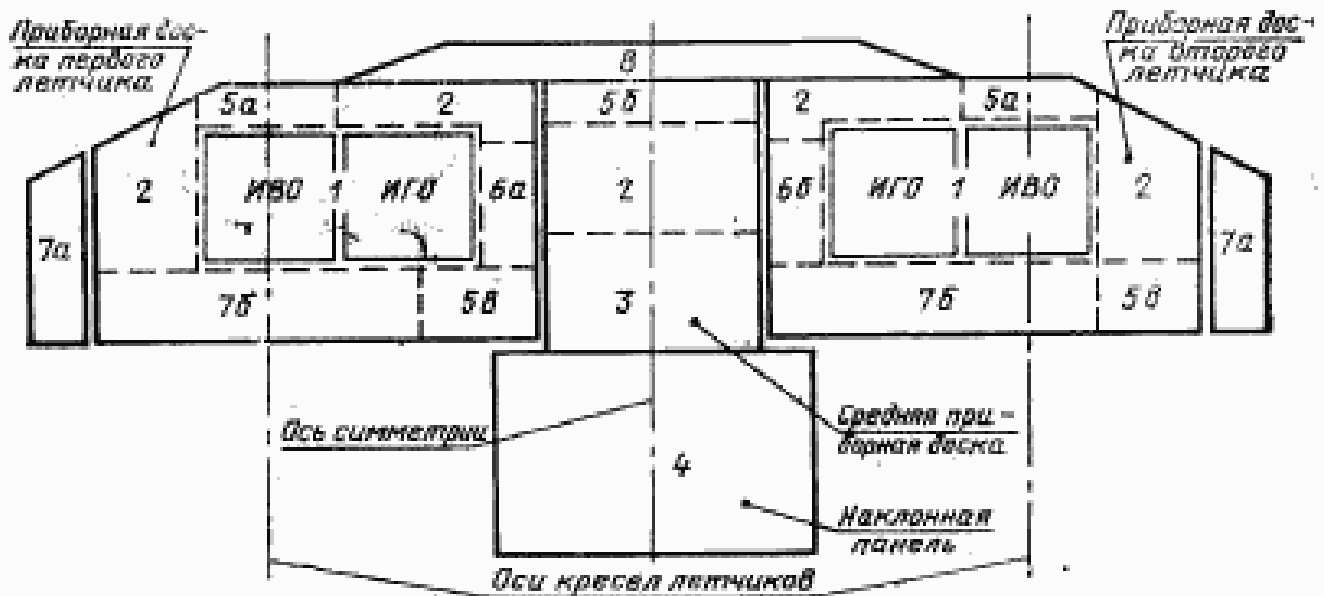 Приборная дос-
ка первого
летчика
Приборная дос-
ка второго
летчика
8
5а
2
5б
2
5а
2
ИВО
1
ИГО
6а
2
6б
ИГО
1
ИВО
2
7а
7а
7б
5в
3
7б
5в
Ось симметрии
Средняя при-
борная доска
4
Наклонная
панель
Оси кресел летчиков